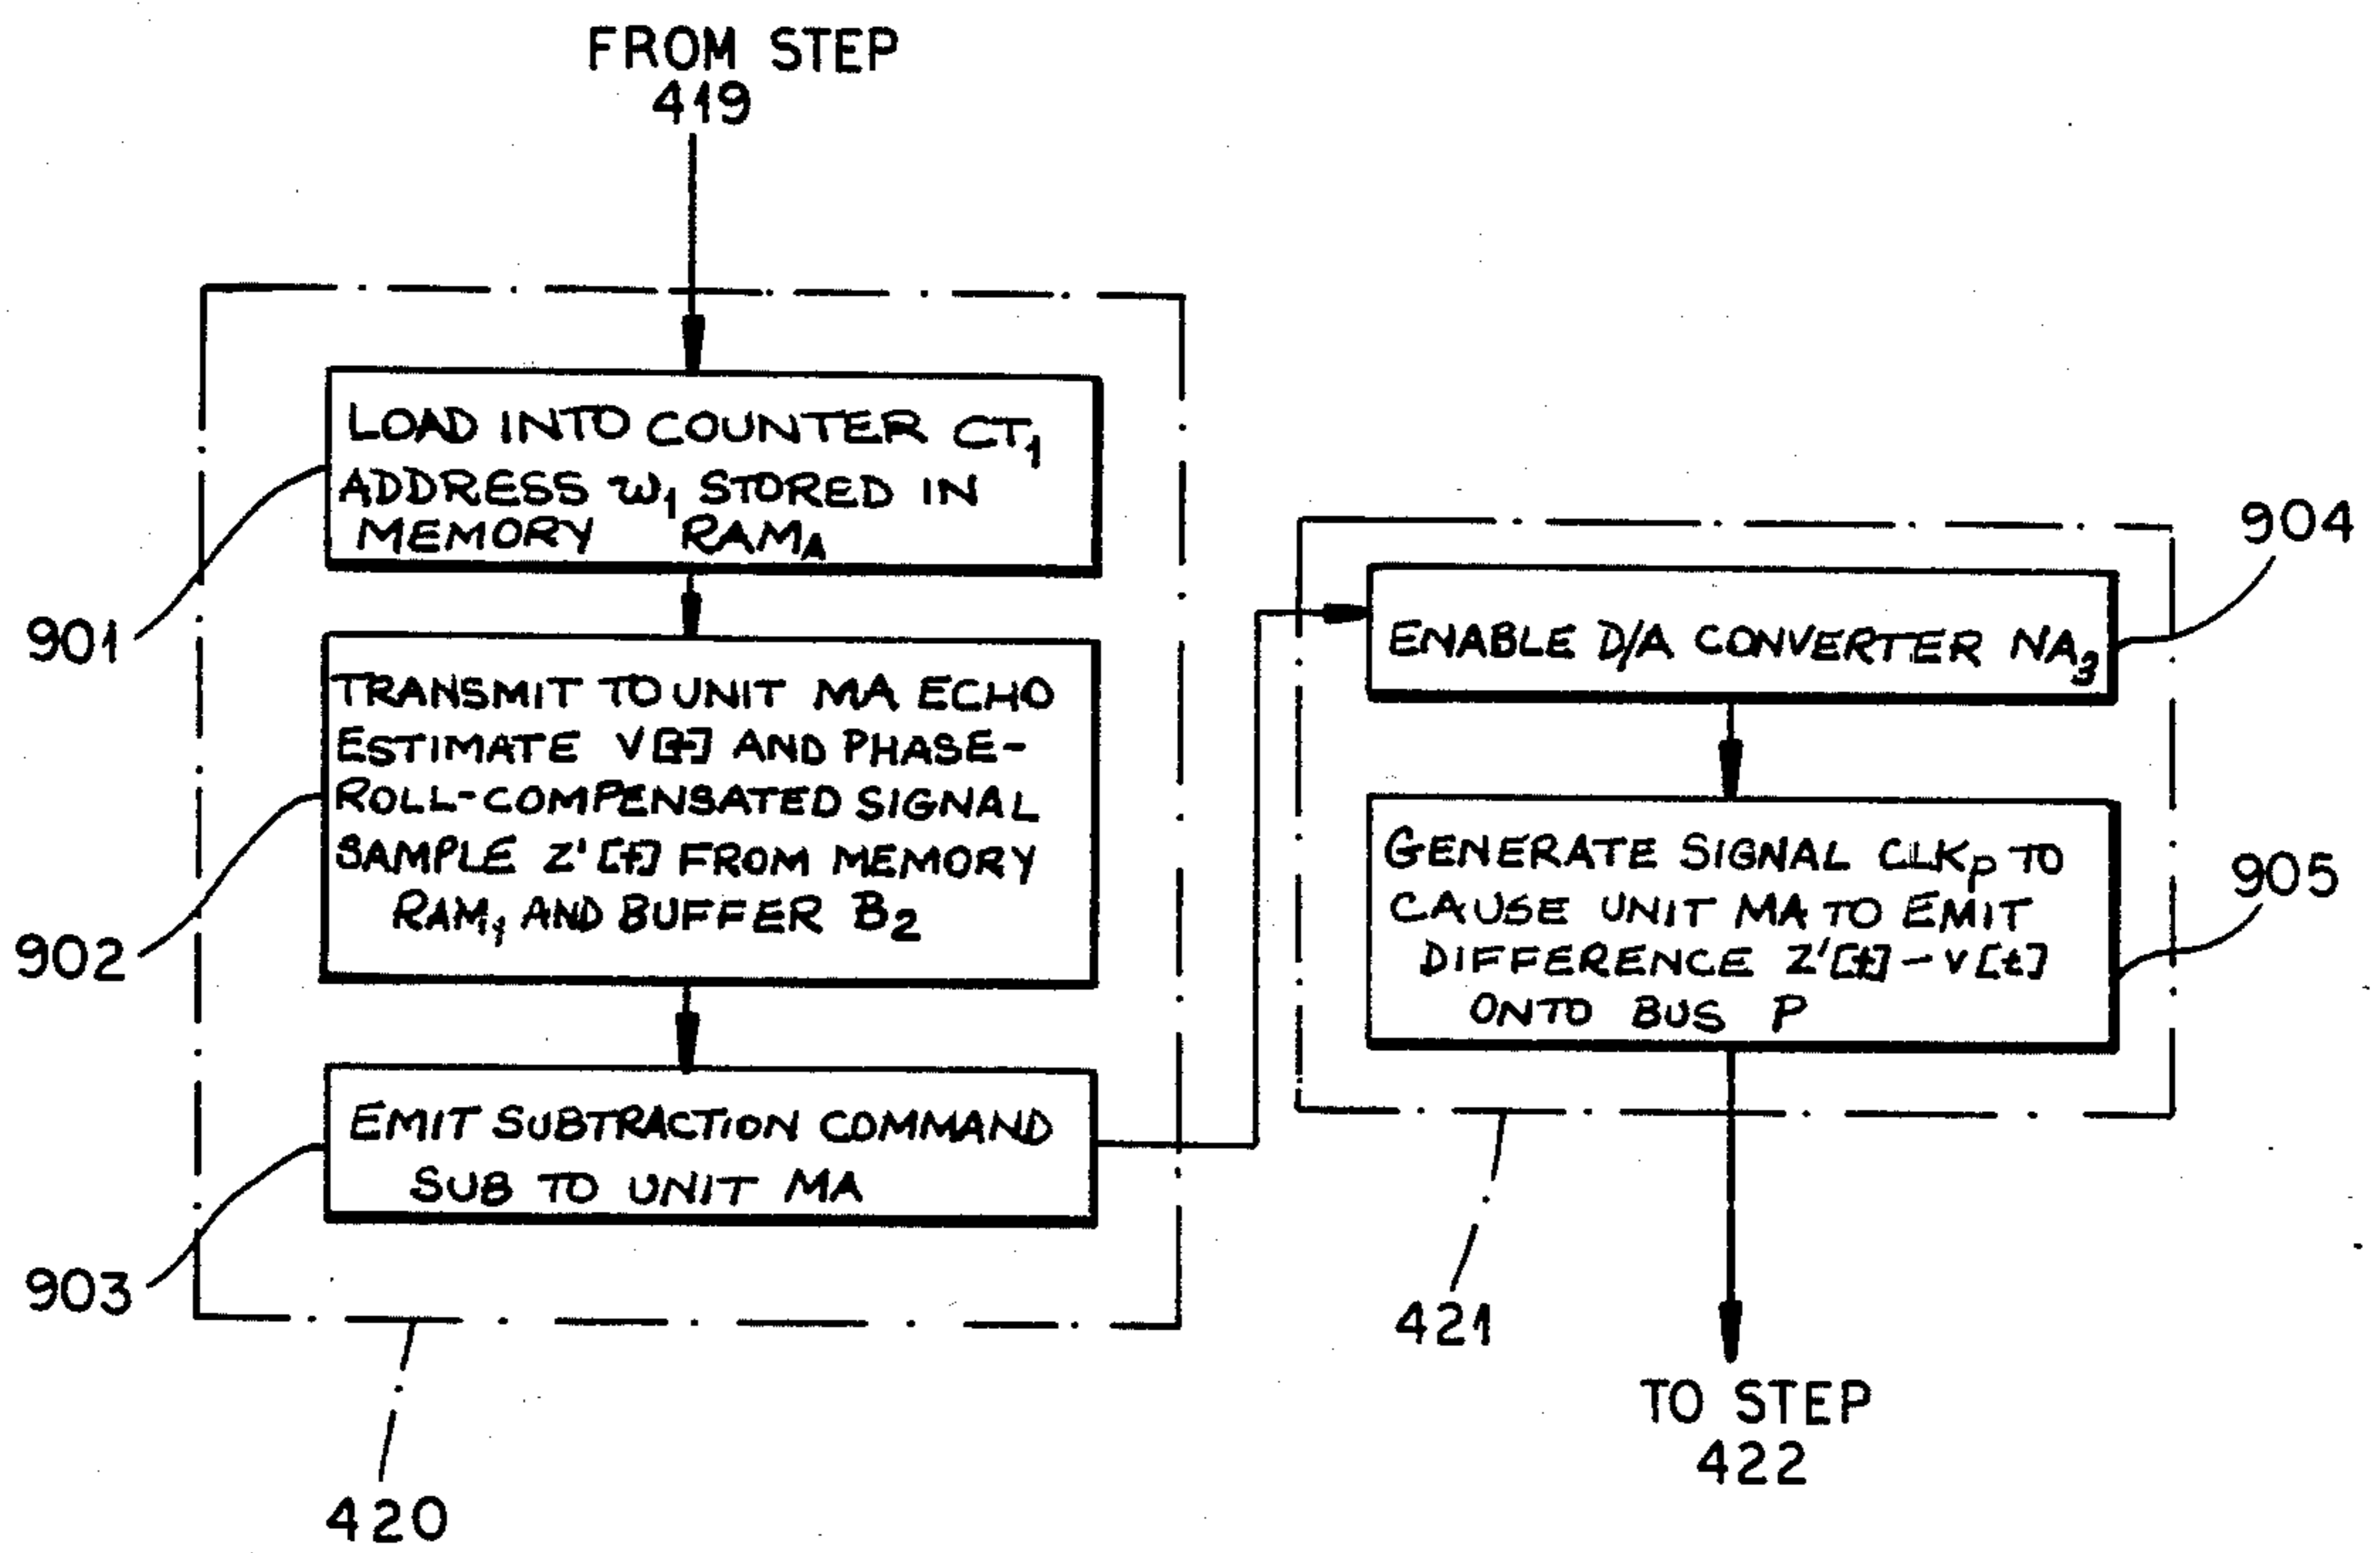 FROM STEP
419
LOAD INTO COUNTER CT₁
ADDRESS w₁ STORED IN
MEMORY RAM_A
901
TRANSMIT TO UNIT MA ECHO
ESTIMATE V[t] AND PHASE-
ROLL-COMPENSATED SIGNAL
SAMPLE Z'[t] FROM MEMORY
RAM₁ AND BUFFER B₂
902
EMIT SUBTRACTION COMMAND
SUB TO UNIT MA
903
420
904
ENABLE D/A CONVERTER NA₃
GENERATE SIGNAL CLK_P TO
CAUSE UNIT MA TO EMIT
DIFFERENCE Z'[t]-V[t]
ONTO BUS P
905
421
TO STEP
422